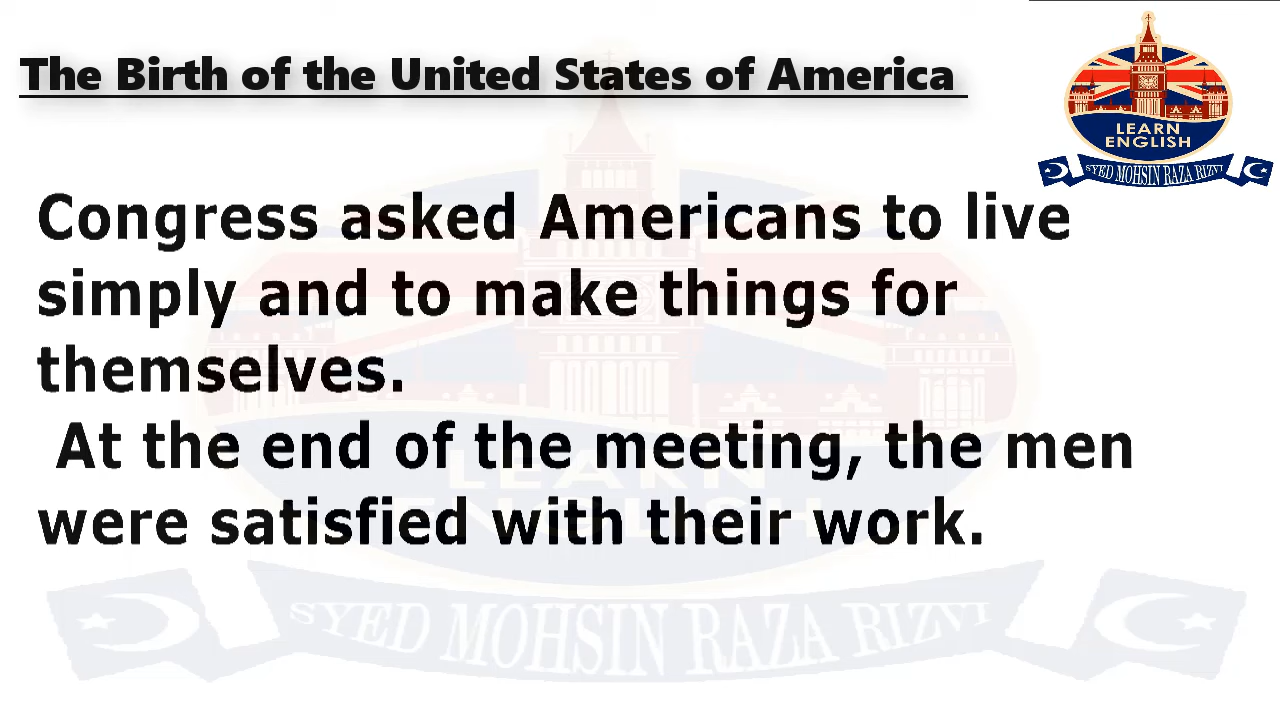 The Birth of the United States of America
LEARN
ENGLISH
SYED MOHSIN RAZA RIZVI
Congress asked Americans to live
simply and to make things for
themselves.
At the end of the meeting, the men
were satisfied with their work.
LEARN
ENGLISH
SYED MOHSIN RAZA RIZVI